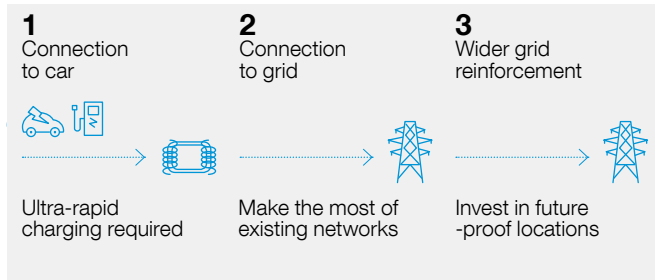 1
Connection
to car
Ultra-rapid
charging required
2
Connection
to grid
Make the most of
existing networks
3
Wider grid
reinforcement
Invest in future
-proof locations